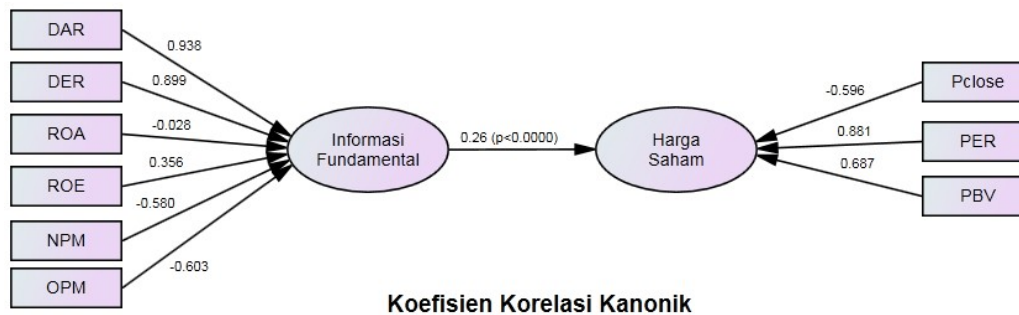 DAR
0.938
DER
0.899
ROA
-0.028
ROE
0.356
NPM
-0.580
OPM
-0.603
Informasi
Fundamental
0.26 (p<0.0000)
Harga
Saham
Pclose
-0.596
PER
0.881
PBV
0.687
Koefisien Korelasi Kanonik